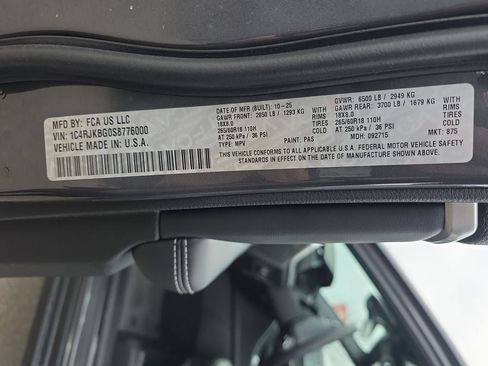 MFD BY: FCA US LLC
VIN: 1C4RJKBG0S8776000
VEHICLE MADE IN: U.S.A.
DATE OF MFR (BUILT): 10-25
GAWR FRONT: 2850 LB / 1293 KG
18X8.0 RIMS
265/60R18 110H TIRES
AT 250 kPa / 36 PSI COLD
TYPE: MPV PAINT: PAS
GVWR: 6500 LB / 2949 KG
GAWR REAR: 3700 LB / 1679 KG
18X8.0 RIMS
265/60R18 110H TIRES
AT 250 kPa / 36 PSI COLD
MDH: 092715 MKT: 875
THIS VEHICLE CONFORMS TO ALL APPLICABLE U.S.A. FEDERAL MOTOR VEHICLE SAFETY
STANDARDS IN EFFECT ON THE DATE OF MANUFACTURE SHOWN ABOVE.